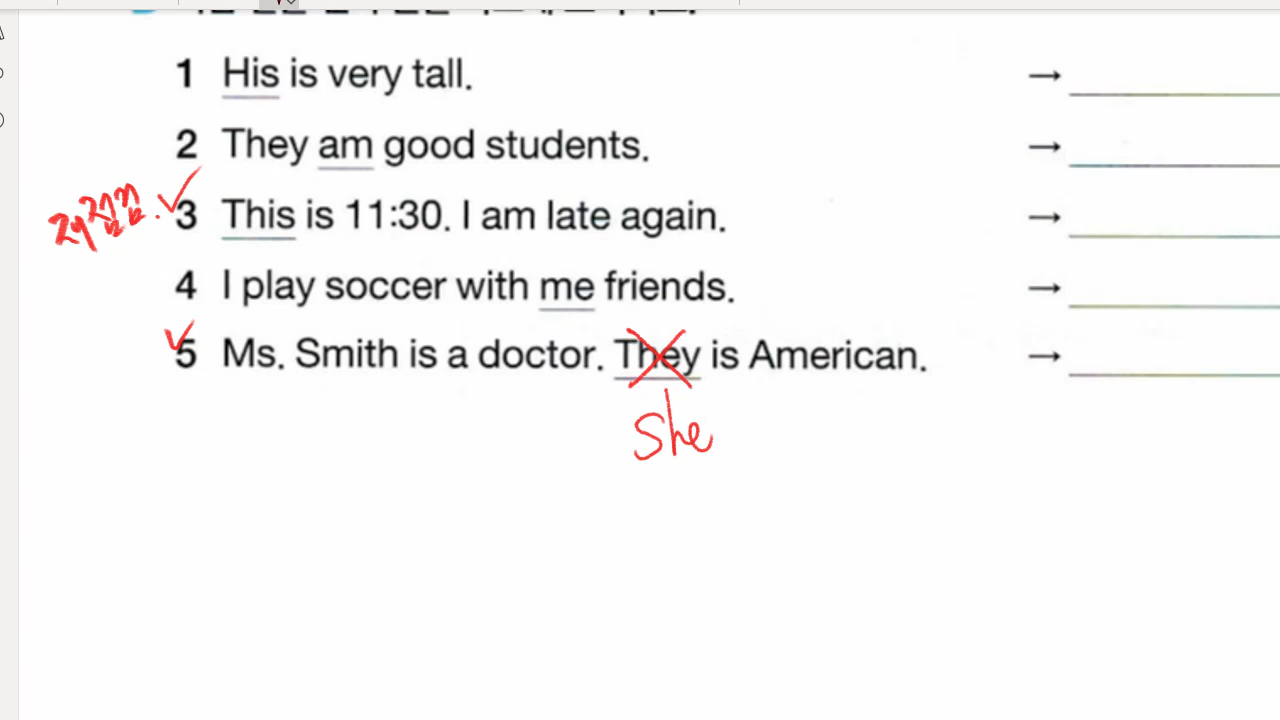 1 His is very tall. →
2 They am good students. →
3 This is 11:30. I am late again. →
4 I play soccer with me friends. →
5 Ms. Smith is a doctor. They is American. →
She